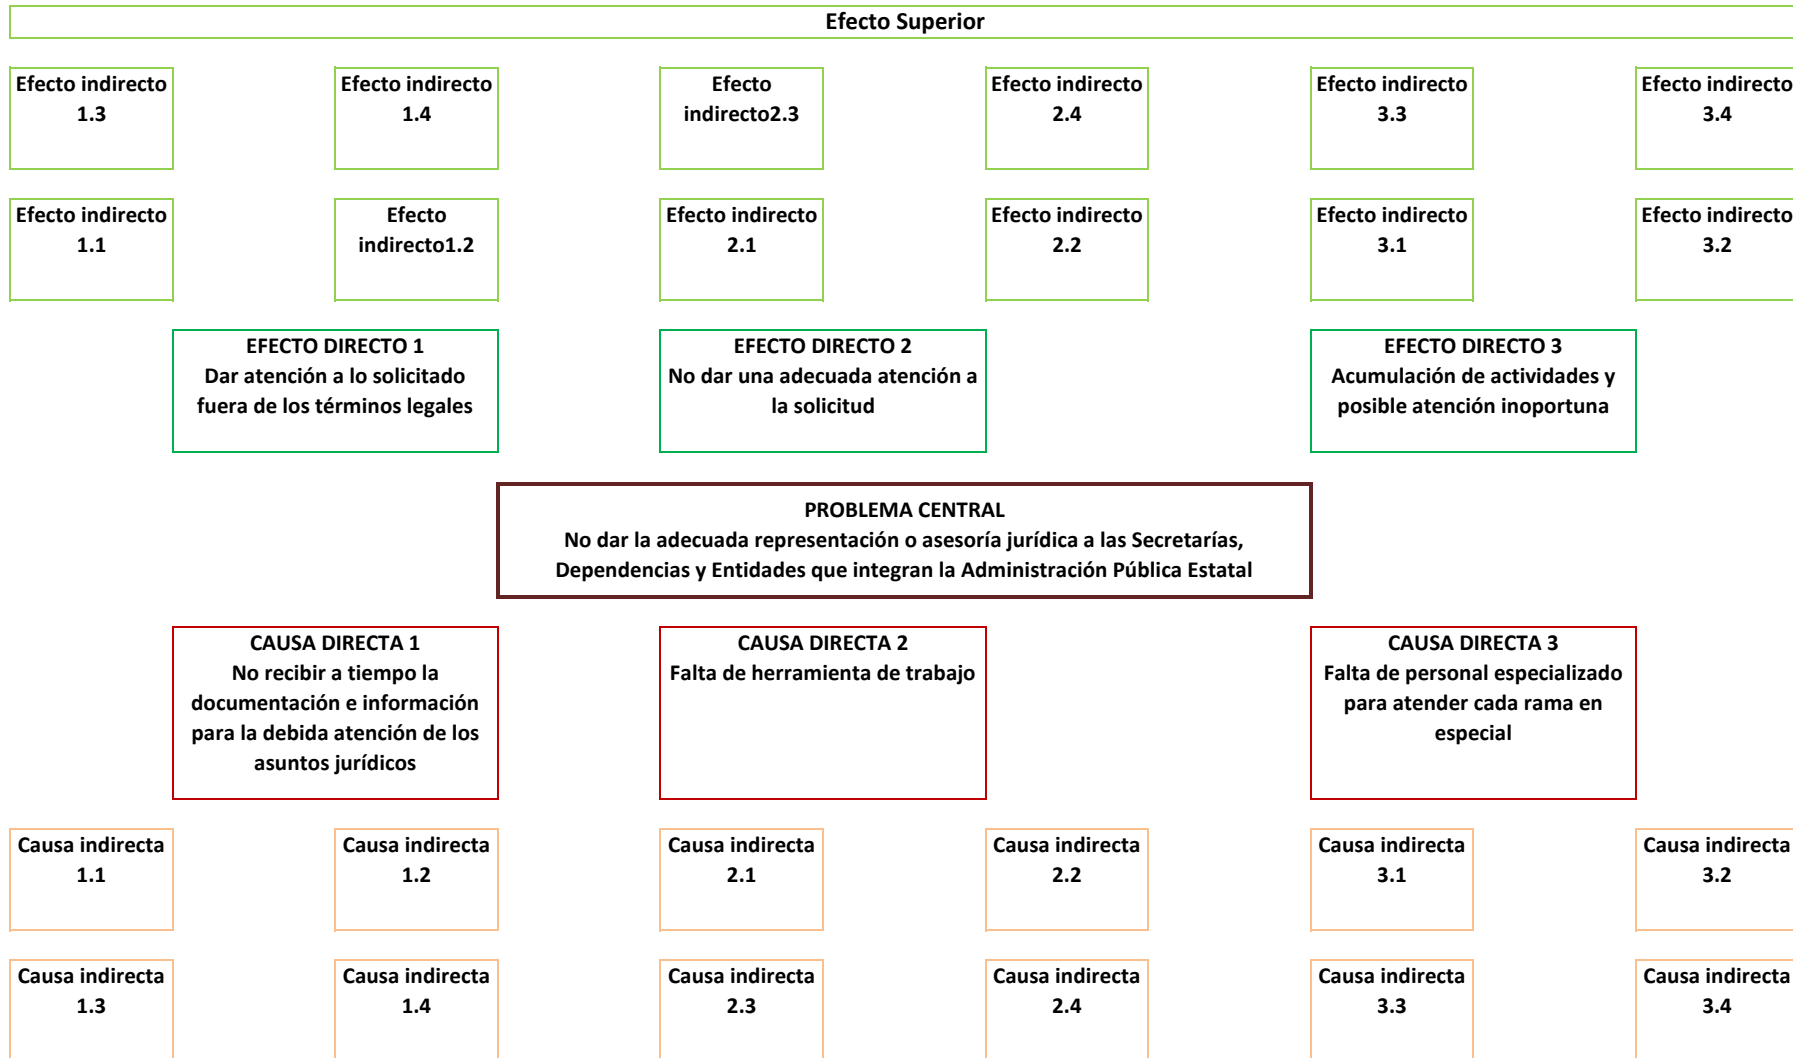 Efecto Superior
Efecto indirecto
1.3
Efecto indirecto
1.4
Efecto
indirecto2.3
Efecto indirecto
2.4
Efecto indirecto
3.3
Efecto indirecto
3.4
Efecto indirecto
1.1
Efecto
indirecto1.2
Efecto indirecto
2.1
Efecto indirecto
2.2
Efecto indirecto
3.1
Efecto indirecto
3.2
EFECTO DIRECTO 1
Dar atención a lo solicitado
fuera de los términos legales
EFECTO DIRECTO 2
No dar una adecuada atención a
la solicitud
EFECTO DIRECTO 3
Acumulación de actividades y
posible atención inoportuna
PROBLEMA CENTRAL
No dar la adecuada representación o asesoría jurídica a las Secretarías,
Dependencias y Entidades que integran la Administración Pública Estatal
CAUSA DIRECTA 1
No recibir a tiempo la
documentación e información
para la debida atención de los
asuntos jurídicos
CAUSA DIRECTA 2
Falta de herramienta de trabajo
CAUSA DIRECTA 3
Falta de personal especializado
para atender cada rama en
especial
Causa indirecta
1.1
Causa indirecta
1.2
Causa indirecta
2.1
Causa indirecta
2.2
Causa indirecta
3.1
Causa indirecta
3.2
Causa indirecta
1.3
Causa indirecta
1.4
Causa indirecta
2.3
Causa indirecta
2.4
Causa indirecta
3.3
Causa indirecta
3.4